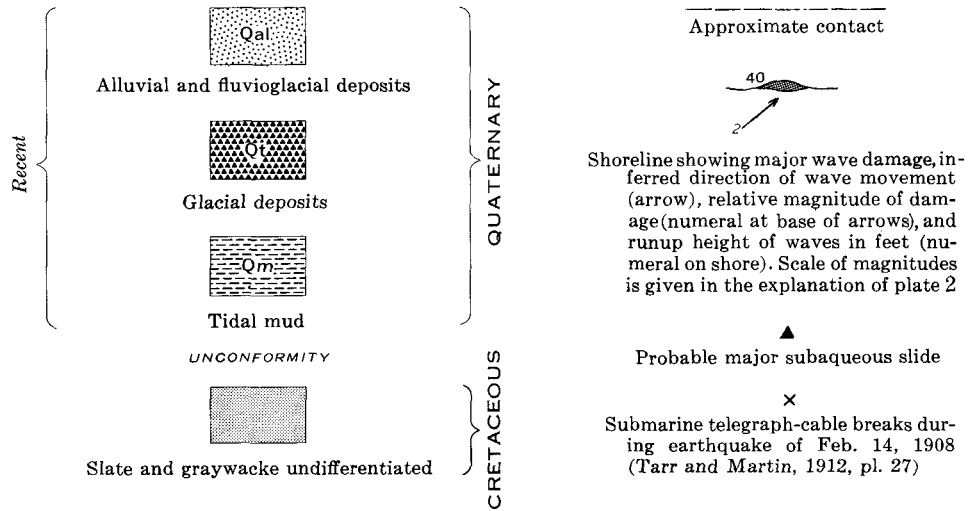 Recent
Qal
Alluvial and fluvioglacial deposits
Qt
Glacial deposits
Qm
Tidal mud
QUATERNARY
UNCONFORMITY
Slate and graywacke undifferentiated
CRETACEOUS
Approximate contact
40
2
Shoreline showing major wave damage, in-
ferred direction of wave movement
(arrow), relative magnitude of dam-
age (numeral at base of arrows), and
runup height of waves in feet (nu-
meral on shore). Scale of magnitudes
is given in the explanation of plate 2
Probable major subaqueous slide
Submarine telegraph-cable breaks dur-
ing earthquake of Feb. 14, 1908
(Tarr and Martin, 1912, pl. 27)